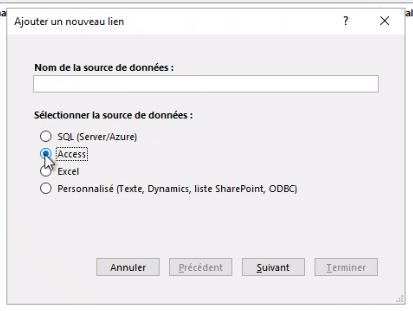 Ajouter un nouveau lien ?
Nom de la source de données :
Sélectionner la source de données :
SQL (Server/Azure)
Access
Excel
Personnalisé (Texte, Dynamics, liste SharePoint, ODBC)
Annuler Précédent Suivant Terminer